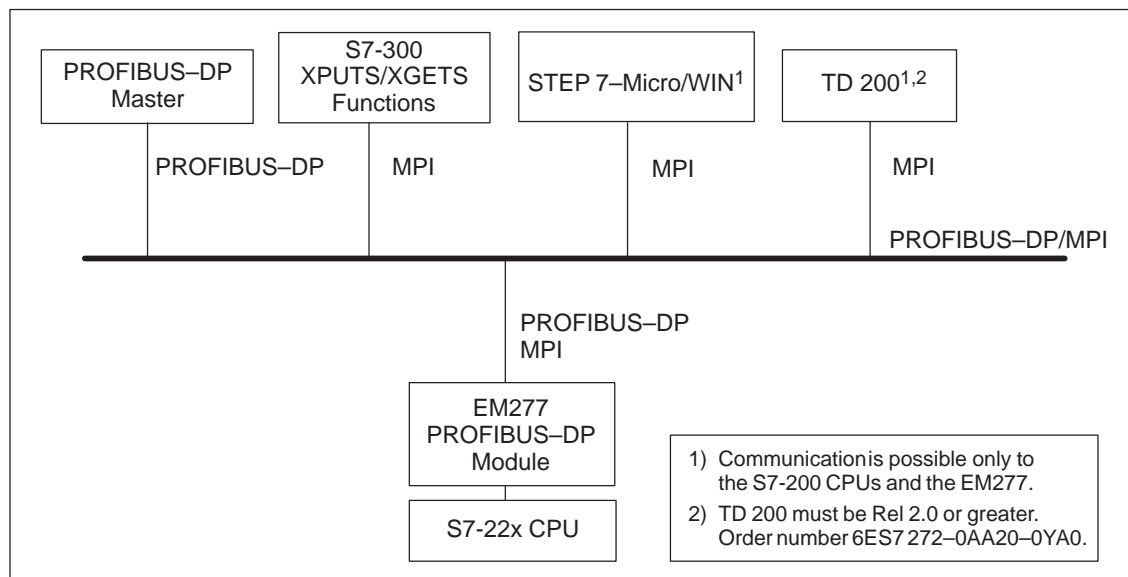 PROFIBUS–DP
Master
S7-300
XPUTS/XGETS
Functions
STEP 7–Micro/WIN1
TD 2001,2
PROFIBUS–DP
MPI
MPI
MPI
PROFIBUS–DP/MPI
PROFIBUS–DP
MPI
EM277
PROFIBUS–DP
Module
S7-22x CPU
1) Communication is possible only to
the S7-200 CPUs and the EM277.
2) TD 200 must be Rel 2.0 or greater.
Order number 6ES7 272–0AA20–0YA0.